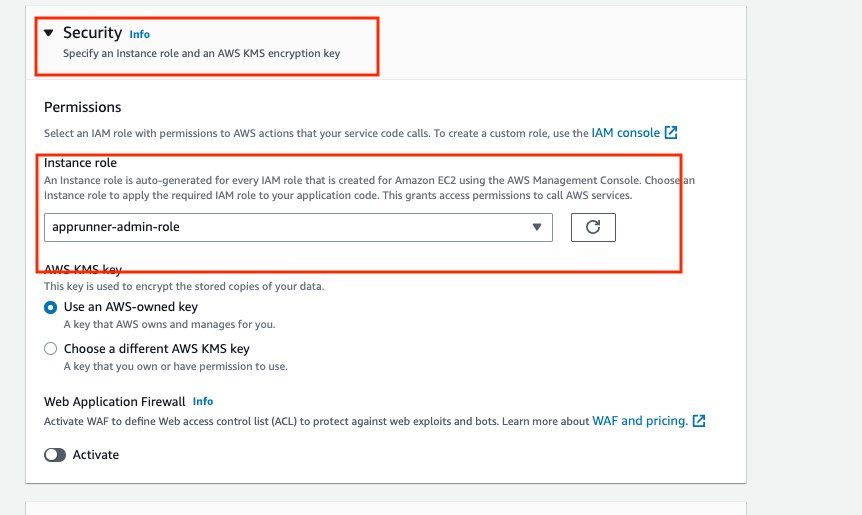 Security Info
Specify an Instance role and an AWS KMS encryption key
Permissions
Select an IAM role with permissions to AWS actions that your service code calls. To create a custom role, use the IAM console
Instance role
An Instance role is auto-generated for every IAM role that is created for Amazon EC2 using the AWS Management Console. Choose an
Instance role to apply the required IAM role to your application code. This grants access permissions to call AWS services.
apprunner-admin-role
AWS KMS key
This key is used to encrypt the stored copies of your data.
Use an AWS-owned key
A key that AWS owns and manages for you.
Choose a different AWS KMS key
A key that you own or have permission to use.
Web Application Firewall Info
Activate WAF to define Web access control list (ACL) to protect against web exploits and bots. Learn more about WAF and pricing.
Activate